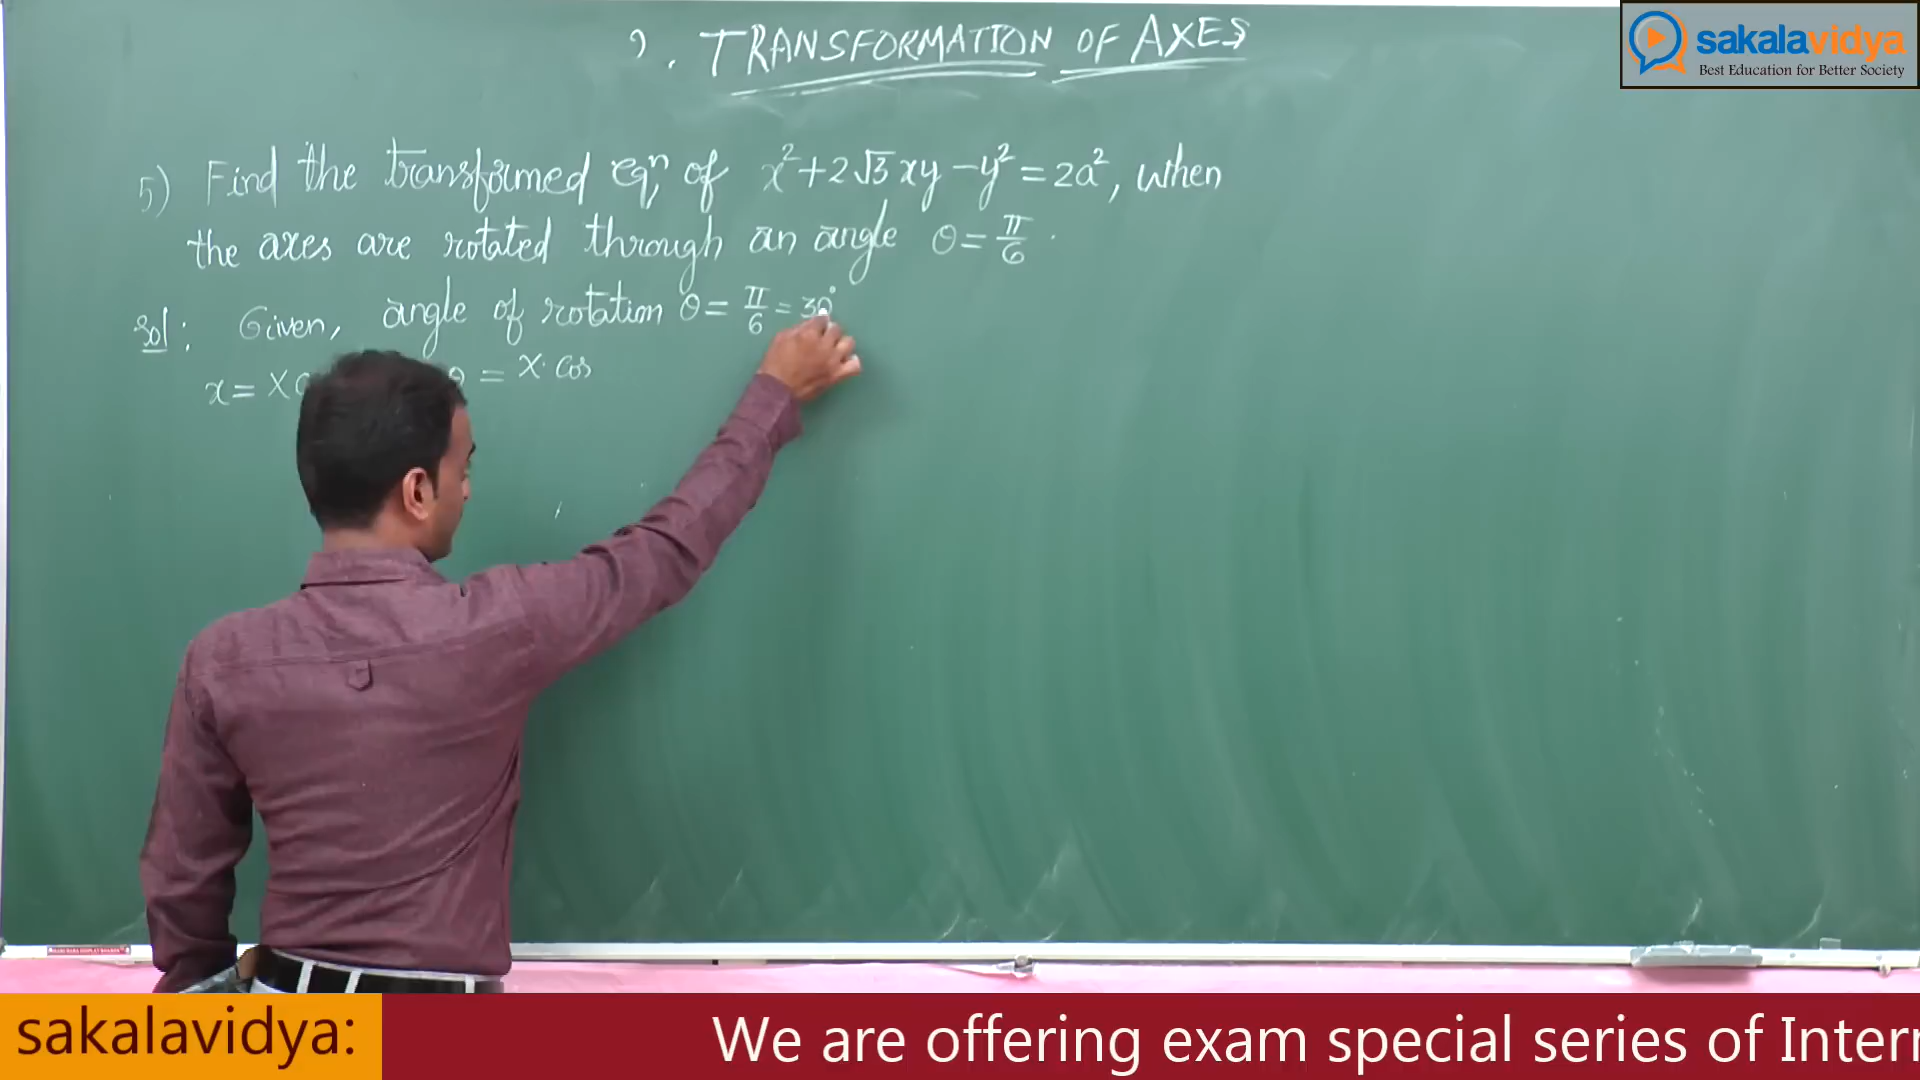 2. TRANSFORMATION OF AXES
sakalavidya
Best Education for Better Society
5) Find the transformed eqn, of x²+2√3xy-y²=2a², when
the axes are rotated through an angle θ=π/6.
Sol: Given, angle of rotation θ=π/6=30°
x=X θ=X·Cos
sakalavidya:
We are offering exam special series of Intern